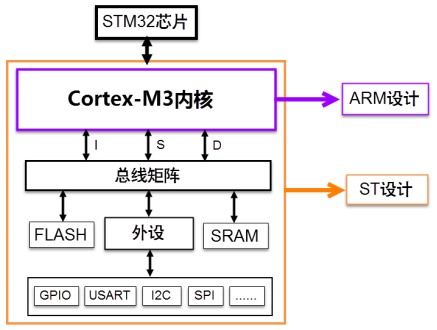 STM32芯片
Cortex-M3内核
ARM设计
I
S
D
总线矩阵
ST设计
FLASH
外设
SRAM
GPIO
USART
I2C
SPI
......